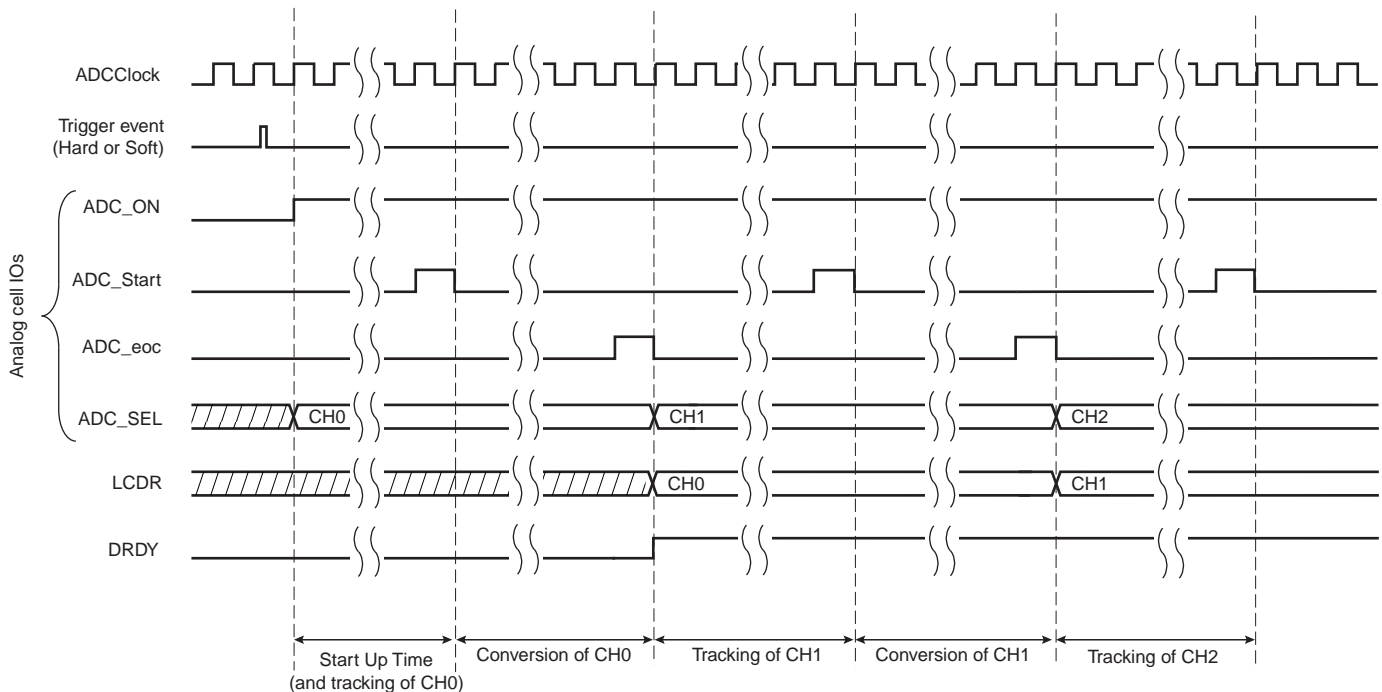 ADCClock
Trigger event
(Hard or Soft)
Analog cell IOs
ADC_ON
ADC_Start
ADC_eoc
ADC_SEL
CH0
CH1
CH2
LCDR
CH0
CH1
DRDY
Start Up Time
(and tracking of CH0)
Conversion of CH0
Tracking of CH1
Conversion of CH1
Tracking of CH2